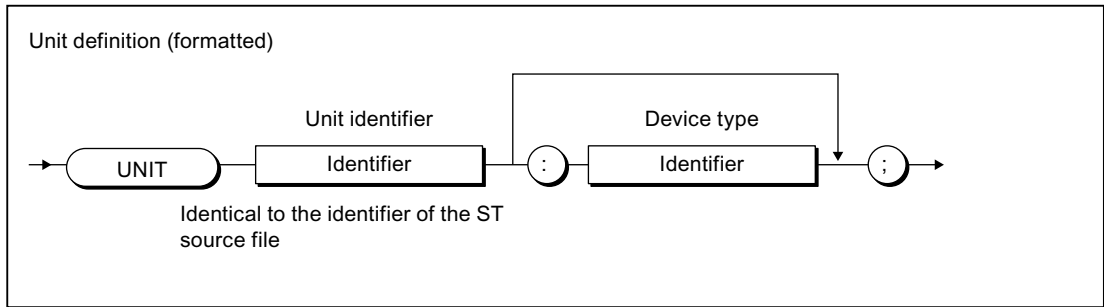 Unit definition (formatted)
Unit identifier
Device type
UNIT
Identifier
:
Identifier
;
Identical to the identifier of the ST
source file